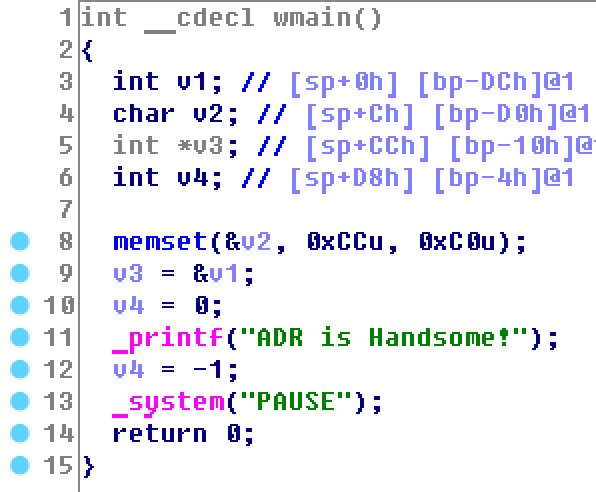 1 int __cdecl wmain()
2 {
3 int v1; // [sp+0h] [bp-DCh]@1
4 char v2; // [sp+Ch] [bp-D0h]@1
5 int *v3; // [sp+CCh] [bp-10h]@
6 int v4; // [sp+D8h] [bp-4h]@1
7
8 memset(&v2, 0xCCu, 0xC0u);
9 v3 = &v1;
10 v4 = 0;
11 _printf("ADR is Handsome!");
12 v4 = -1;
13 _system("PAUSE");
14 return 0;
15 }